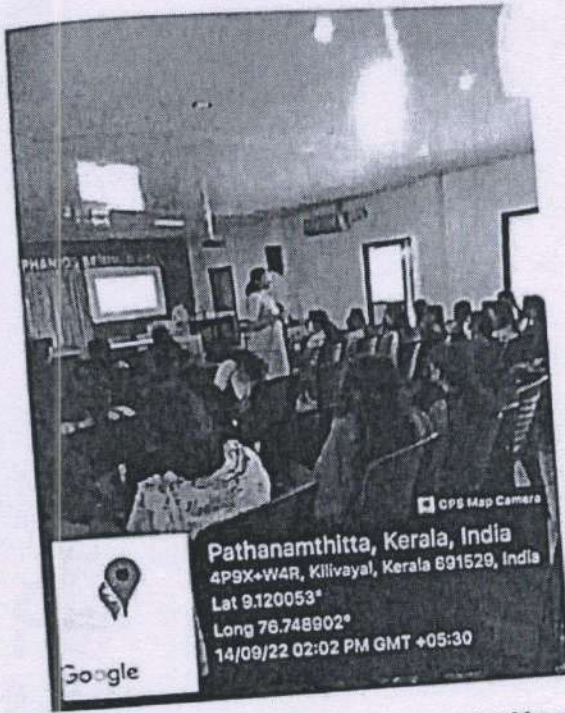 GPS Map Camera
Pathanamthitta, Kerala, India
4P9X+W4R, Kilivayal, Kerala 691529, India
Lat 9.120053°
Long 76.748902°
14/09/22 02:02 PM GMT +05:30
Google